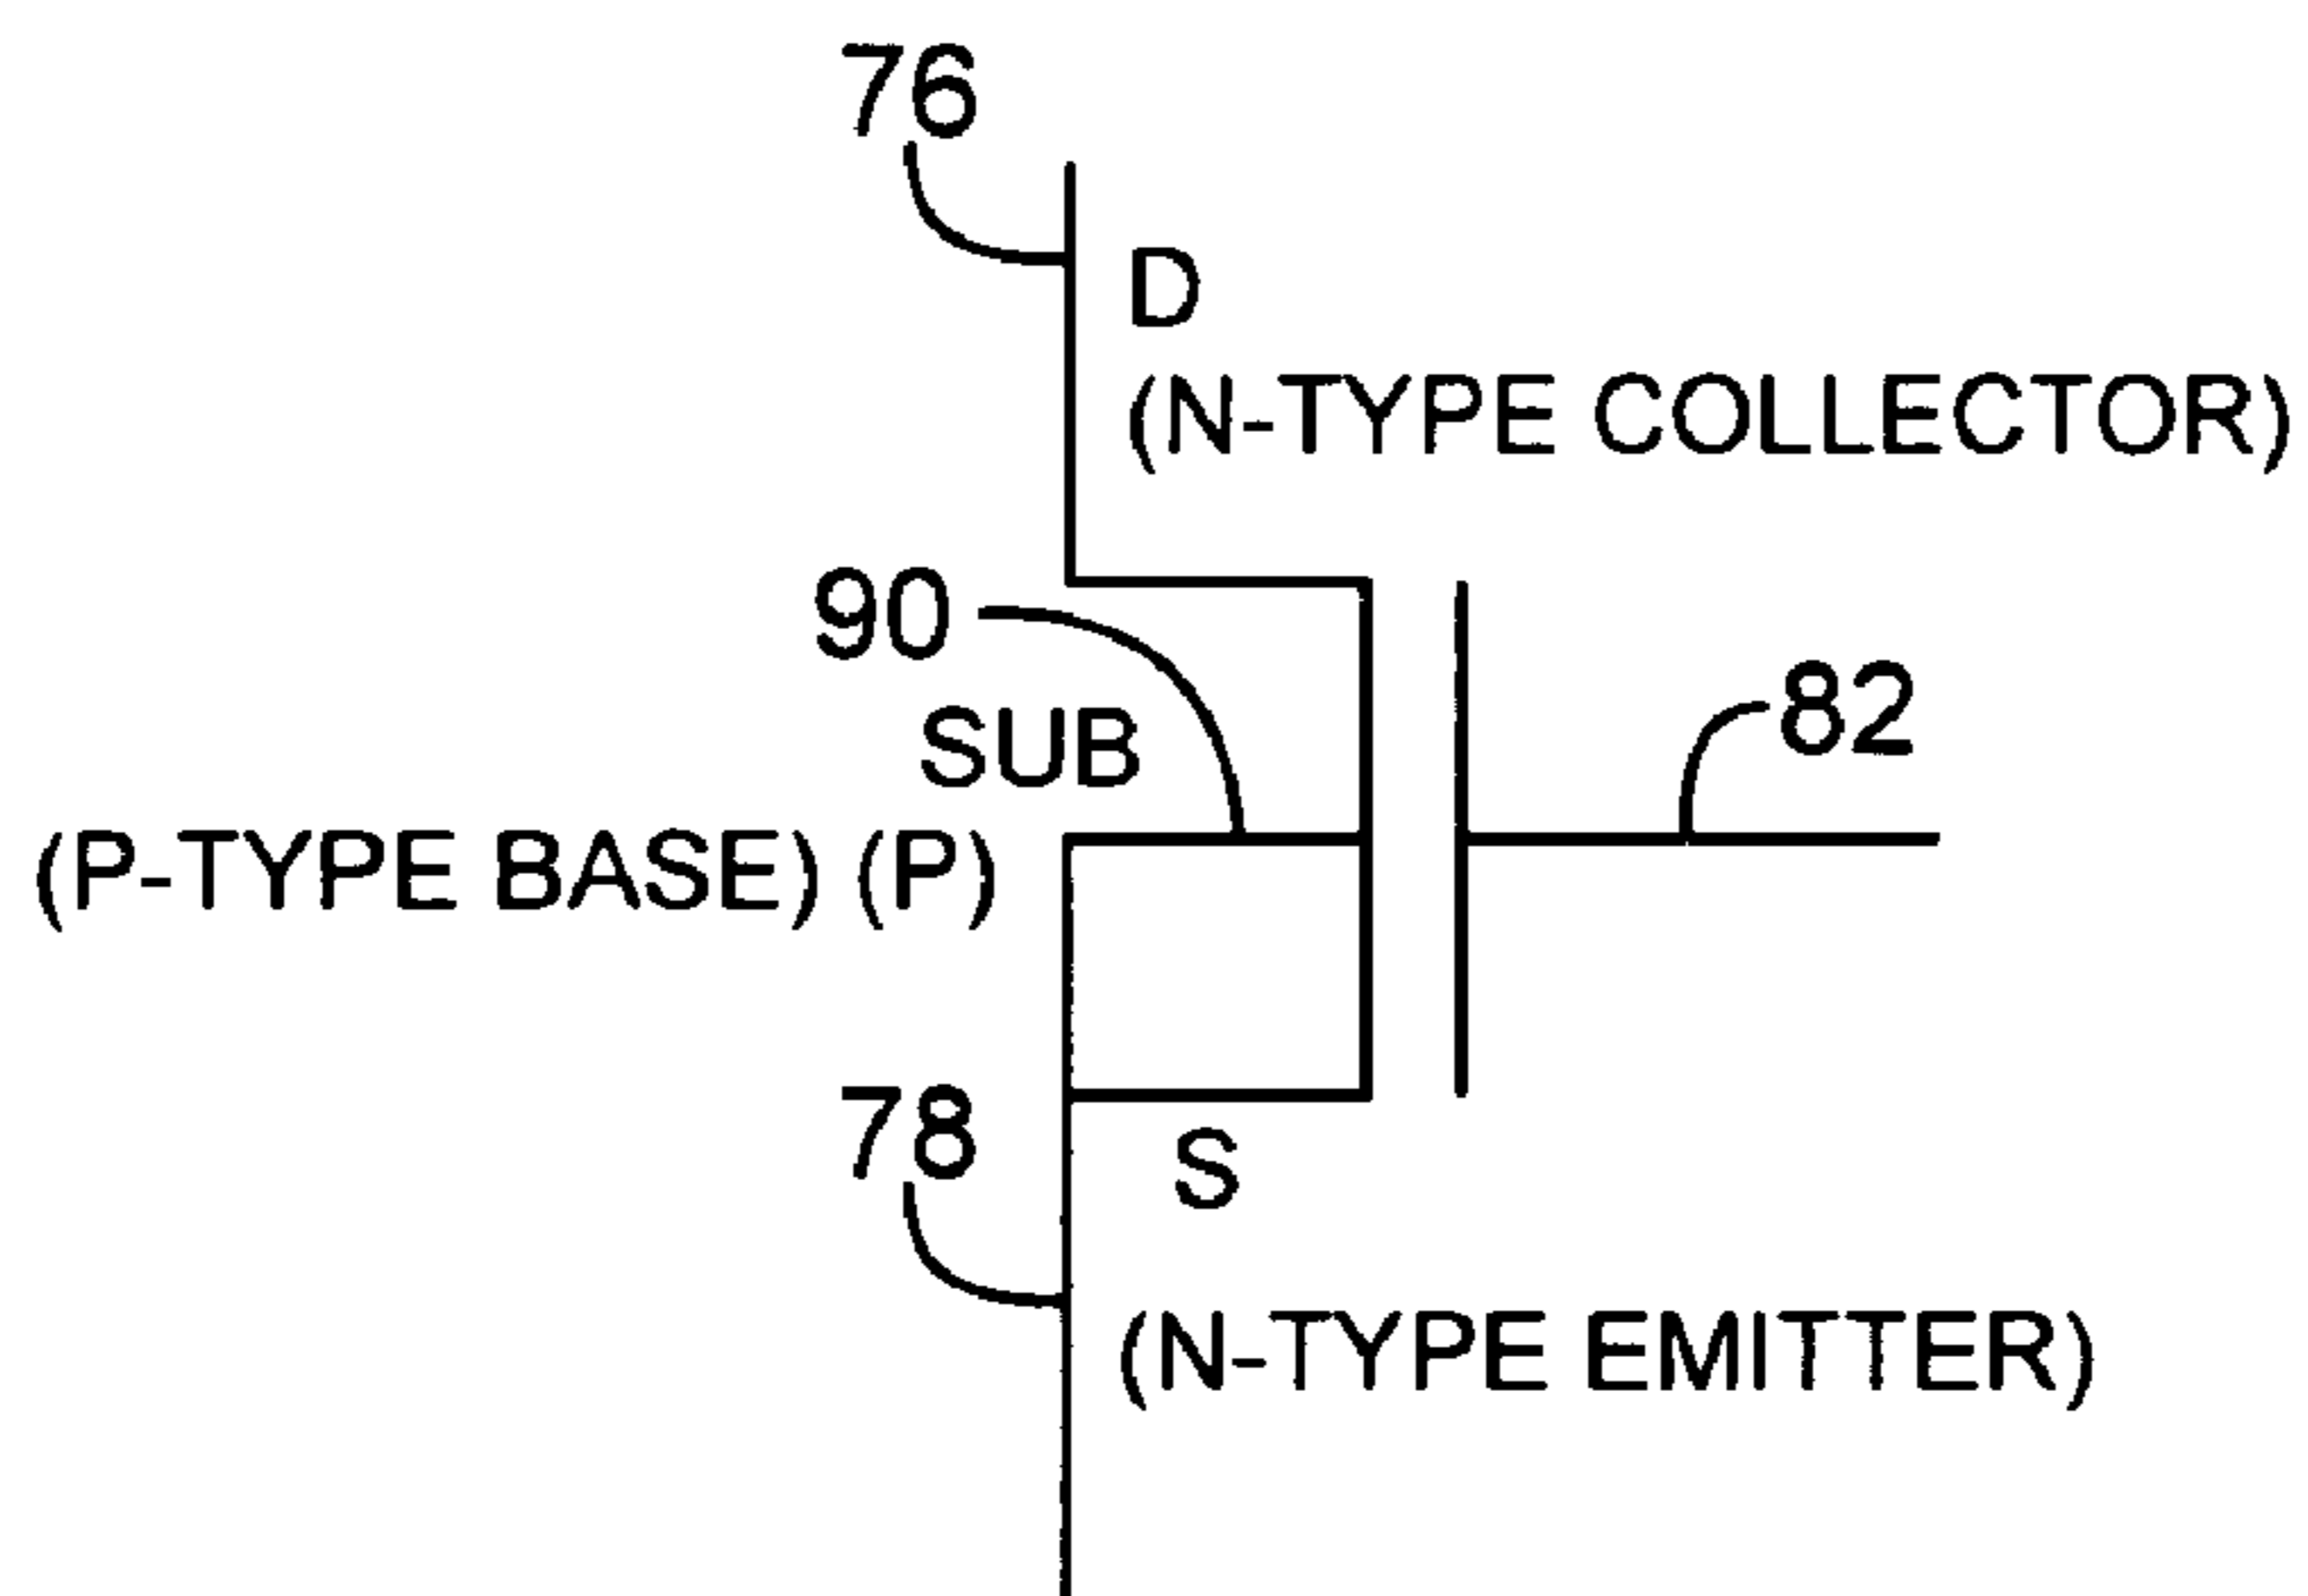 76
D
(N-TYPE COLLECTOR)
90
82
SUB
(P-TYPE BASE) (P)
78
S
(N-TYPE EMITTER)